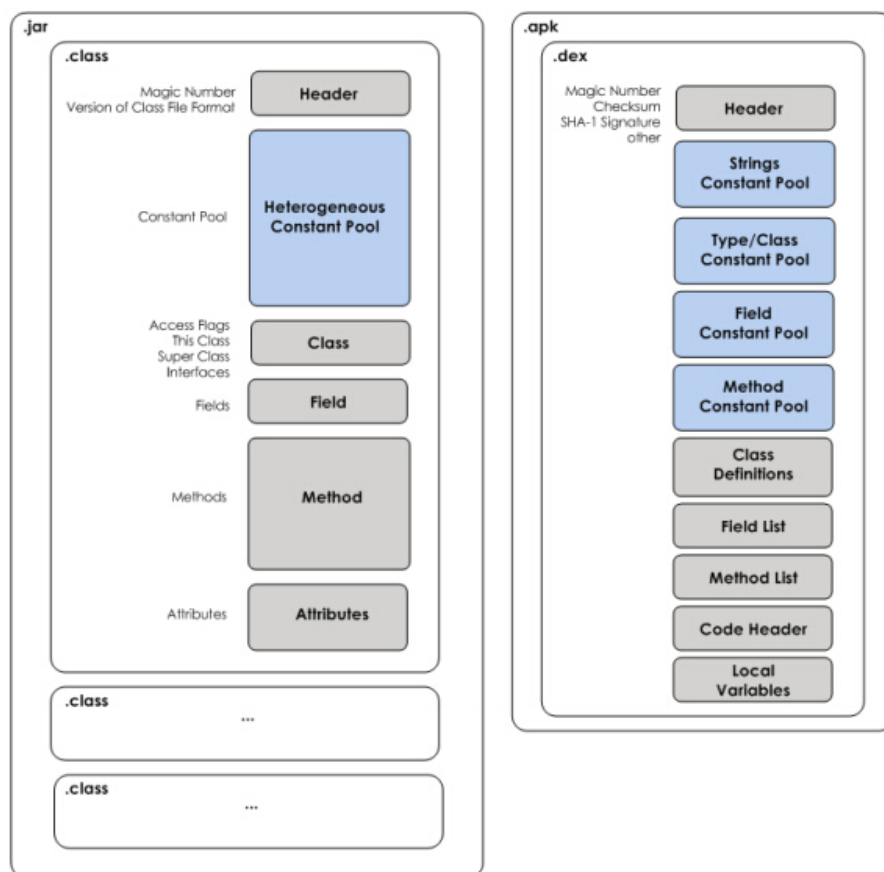 .jar
.class
Magic Number
Version of Class File Format
Header
Constant Pool
Heterogeneous
Constant Pool
Access Flags
This Class
Super Class
Interfaces
Class
Fields
Field
Methods
Method
Attributes
Attributes
.class
...
.class
...
.apk
.dex
Magic Number
Checksum
SHA-1 Signature
other
Header
Strings
Constant Pool
Type/Class
Constant Pool
Field
Constant Pool
Method
Constant Pool
Class
Definitions
Field List
Method List
Code Header
Local
Variables